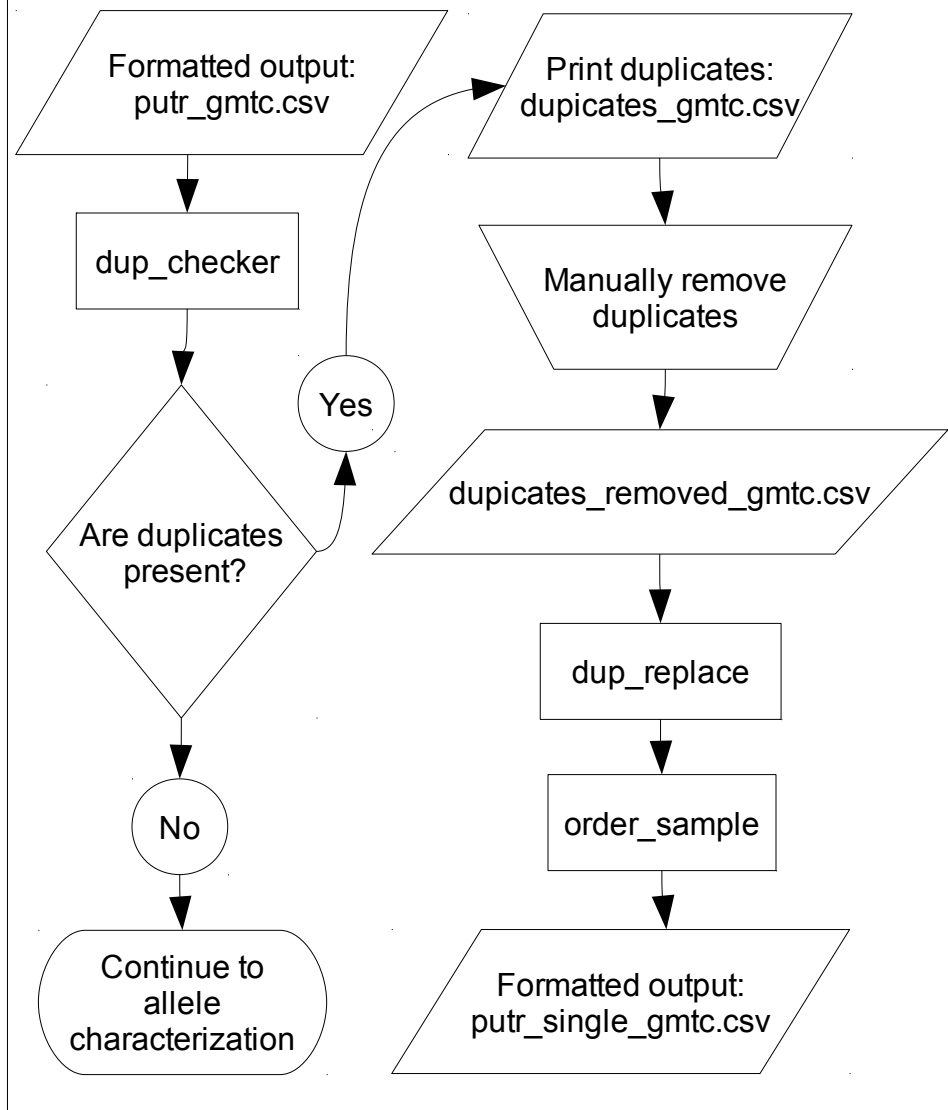 Formatted output:
putr_gmtc.csv
dup_checker
Are duplicates
present?
No
Continue to
allele
characterization
Yes
Print duplicates:
dupicates_gmtc.csv
Manually remove
duplicates
dupicates_removed_gmtc.csv
dup_replace
order_sample
Formatted output:
putr_single_gmtc.csv